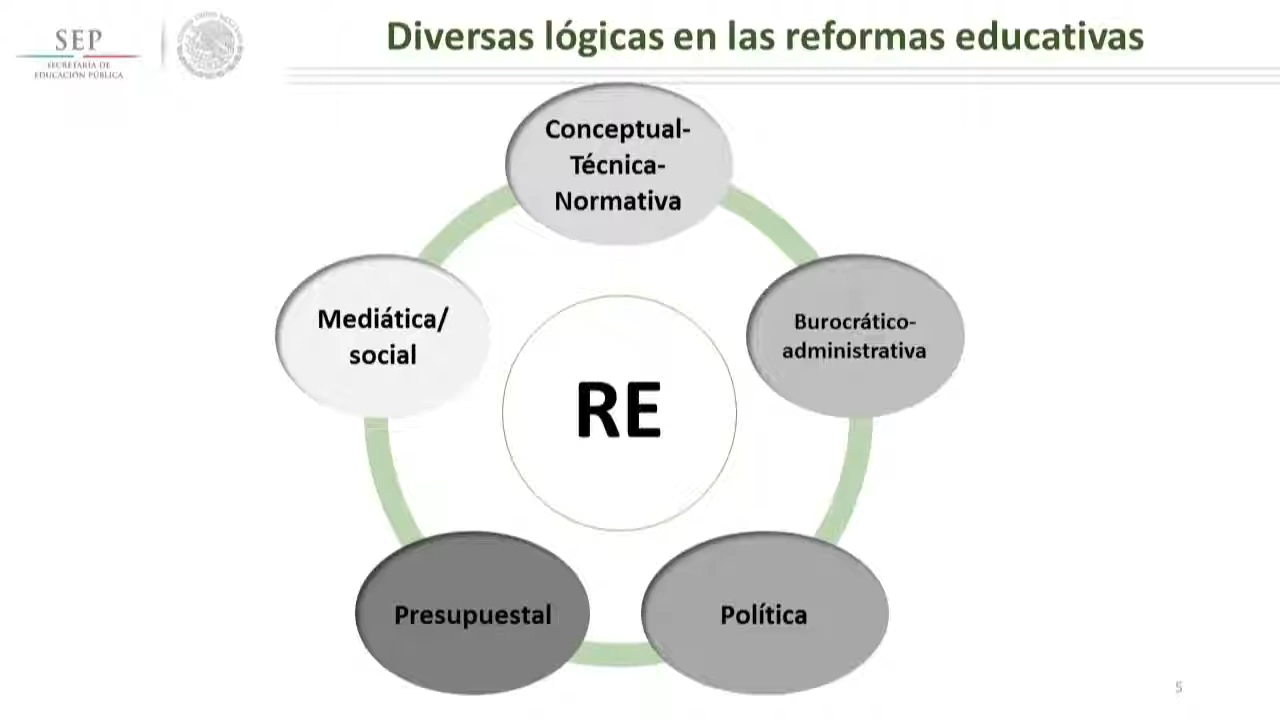 SEP
SECRETARÍA DE
EDUCACIÓN PÚBLICA
Diversas lógicas en las reformas educativas
Conceptual-
Técnica-
Normativa
Mediática/
social
Burocrático-
administrativa
RE
Presupuestal
Política
5